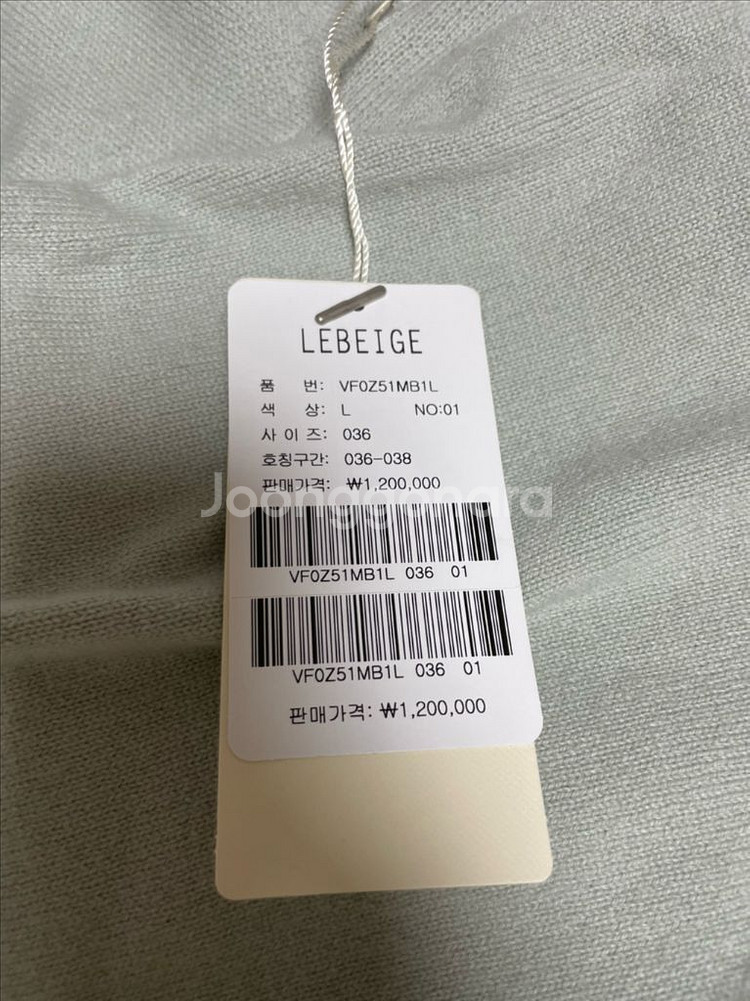 LEBEIGE
품 번: VF0Z51MB1L
색 상: L NO:01
사 이 즈: 036
호칭구간: 036-038
판매가격: ₩1,200,000
Joonggonara
VF0Z51MB1L 036 01
VF0Z51MB1L 036 01
판매가격: ₩1,200,000